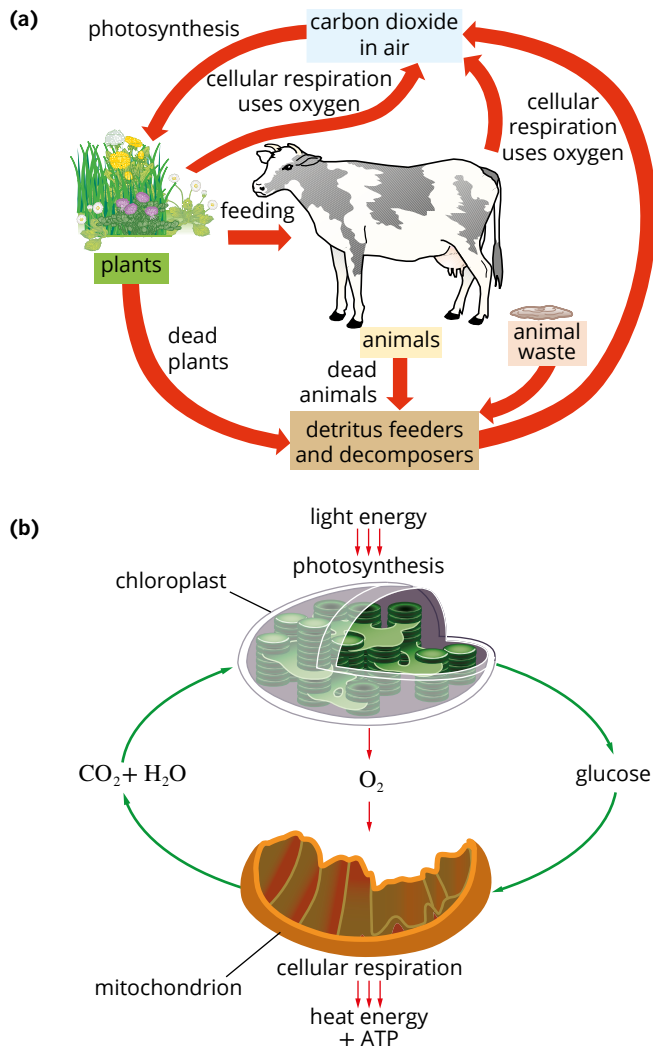 (a)
photosynthesis
carbon dioxide
in air
cellular respiration
uses oxygen
cellular
respiration
uses oxygen
feeding
plants
dead
plants
animals
dead
animals
animal
waste
detritus feeders
and decomposers
(b)
light energy
photosynthesis
chloroplast
CO₂ + H₂O
O₂
glucose
mitochondrion
cellular respiration
heat energy
+ ATP